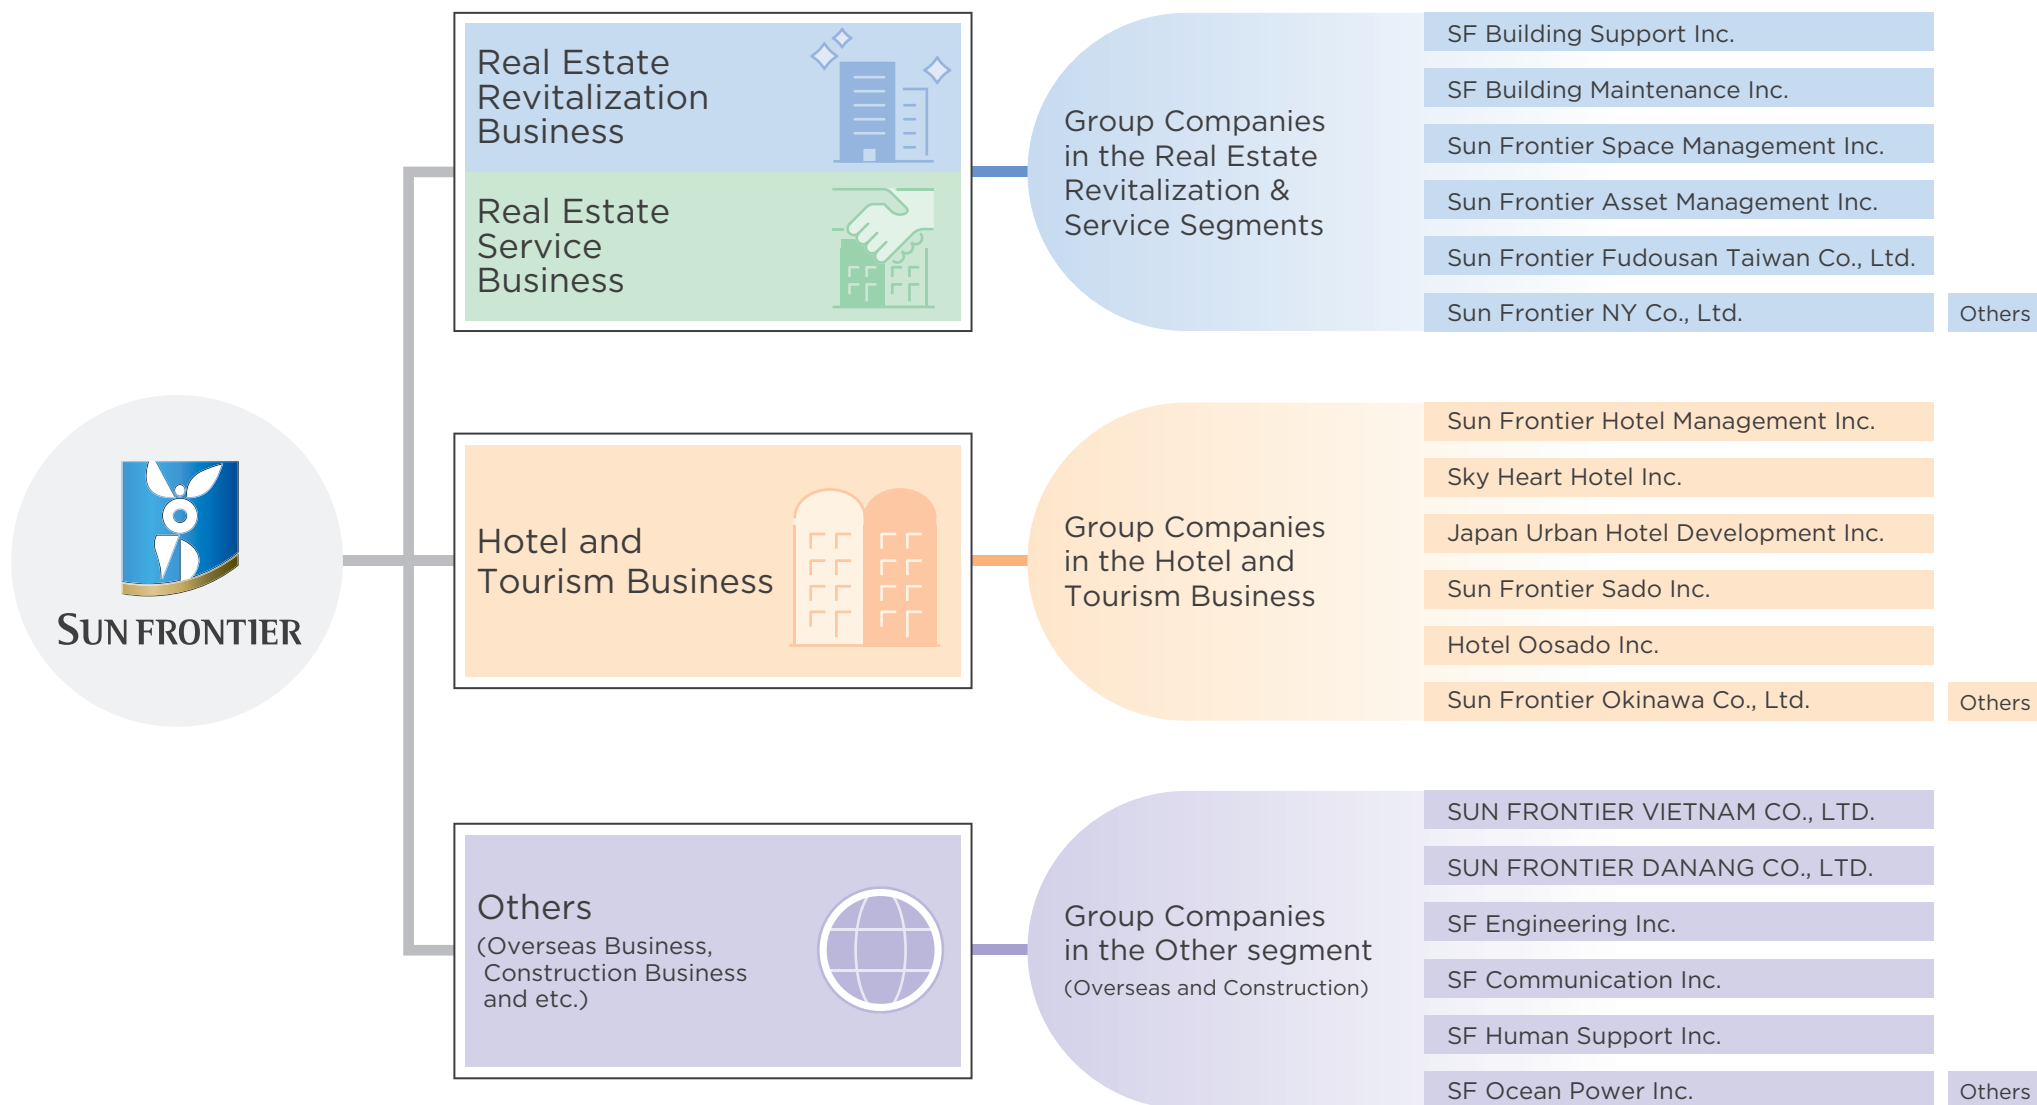 SUN FRONTIER
Real Estate
Revitalization
Business
Real Estate
Service
Business
Group Companies
in the Real Estate
Revitalization &
Service Segments
SF Building Support Inc.
SF Building Maintenance Inc.
Sun Frontier Space Management Inc.
Sun Frontier Asset Management Inc.
Sun Frontier Fudousan Taiwan Co., Ltd.
Sun Frontier NY Co., Ltd.
Others
Hotel and
Tourism Business
Group Companies
in the Hotel and
Tourism Business
Sun Frontier Hotel Management Inc.
Sky Heart Hotel Inc.
Japan Urban Hotel Development Inc.
Sun Frontier Sado Inc.
Hotel Oosado Inc.
Sun Frontier Okinawa Co., Ltd.
Others
Others
(Overseas Business,
Construction Business
and etc.)
Group Companies
in the Other segment
(Overseas and Construction)
SUN FRONTIER VIETNAM CO., LTD.
SUN FRONTIER DANANG CO., LTD.
SF Engineering Inc.
SF Communication Inc.
SF Human Support Inc.
SF Ocean Power Inc.
Others